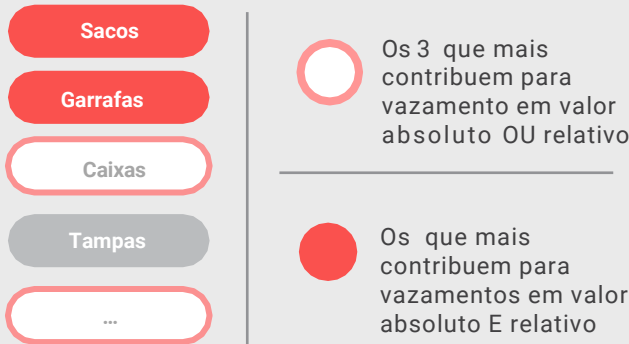 Sacos
Garrafas
Caixas
Tampas
...
Os 3 que mais
contribuem para
vazamento em valor
absoluto OU relativo
Os que mais
contribuem para
vazamentos em valor
absoluto E relativo